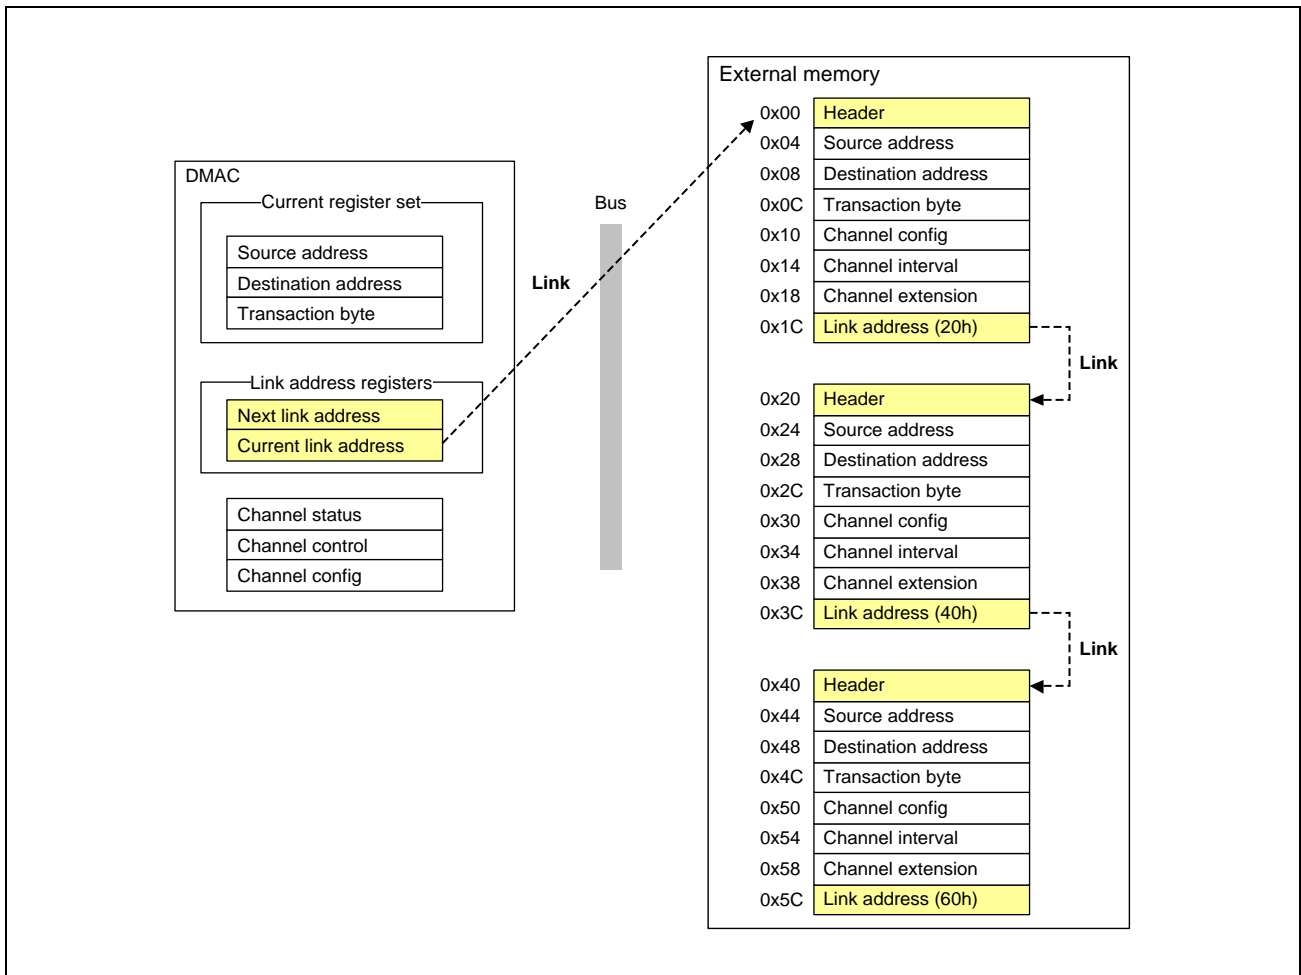 DMAC
Current register set
Source address
Destination address
Transaction byte
Link address registers
Next link address
Current link address
Channel status
Channel control
Channel config
Link
Bus
External memory
0x00 Header
0x04 Source address
0x08 Destination address
0x0C Transaction byte
0x10 Channel config
0x14 Channel interval
0x18 Channel extension
0x1C Link address (20h)
Link
0x20 Header
0x24 Source address
0x28 Destination address
0x2C Transaction byte
0x30 Channel config
0x34 Channel interval
0x38 Channel extension
0x3C Link address (40h)
Link
0x40 Header
0x44 Source address
0x48 Destination address
0x4C Transaction byte
0x50 Channel config
0x54 Channel interval
0x58 Channel extension
0x5C Link address (60h)